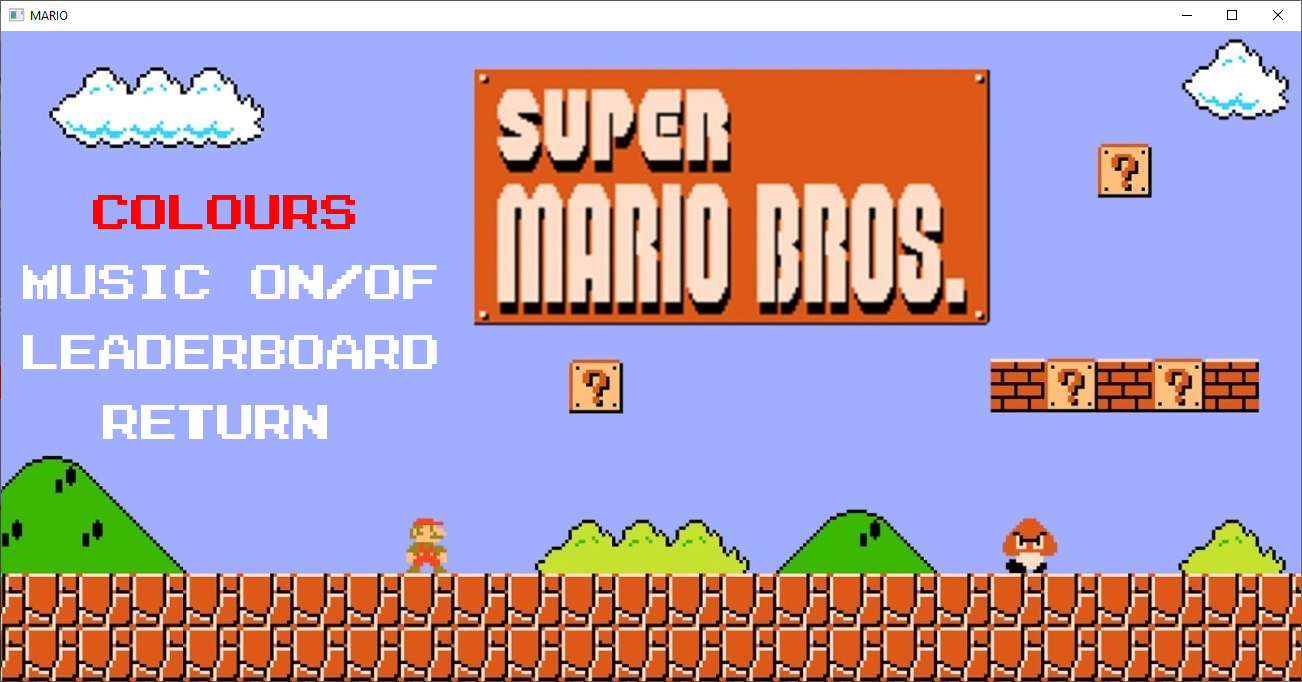 MARIO
SUPER
MARIO BROS.
?
COLOURS
MUSIC ON/OF
LEADERBOARD
? ? ?
RETURN